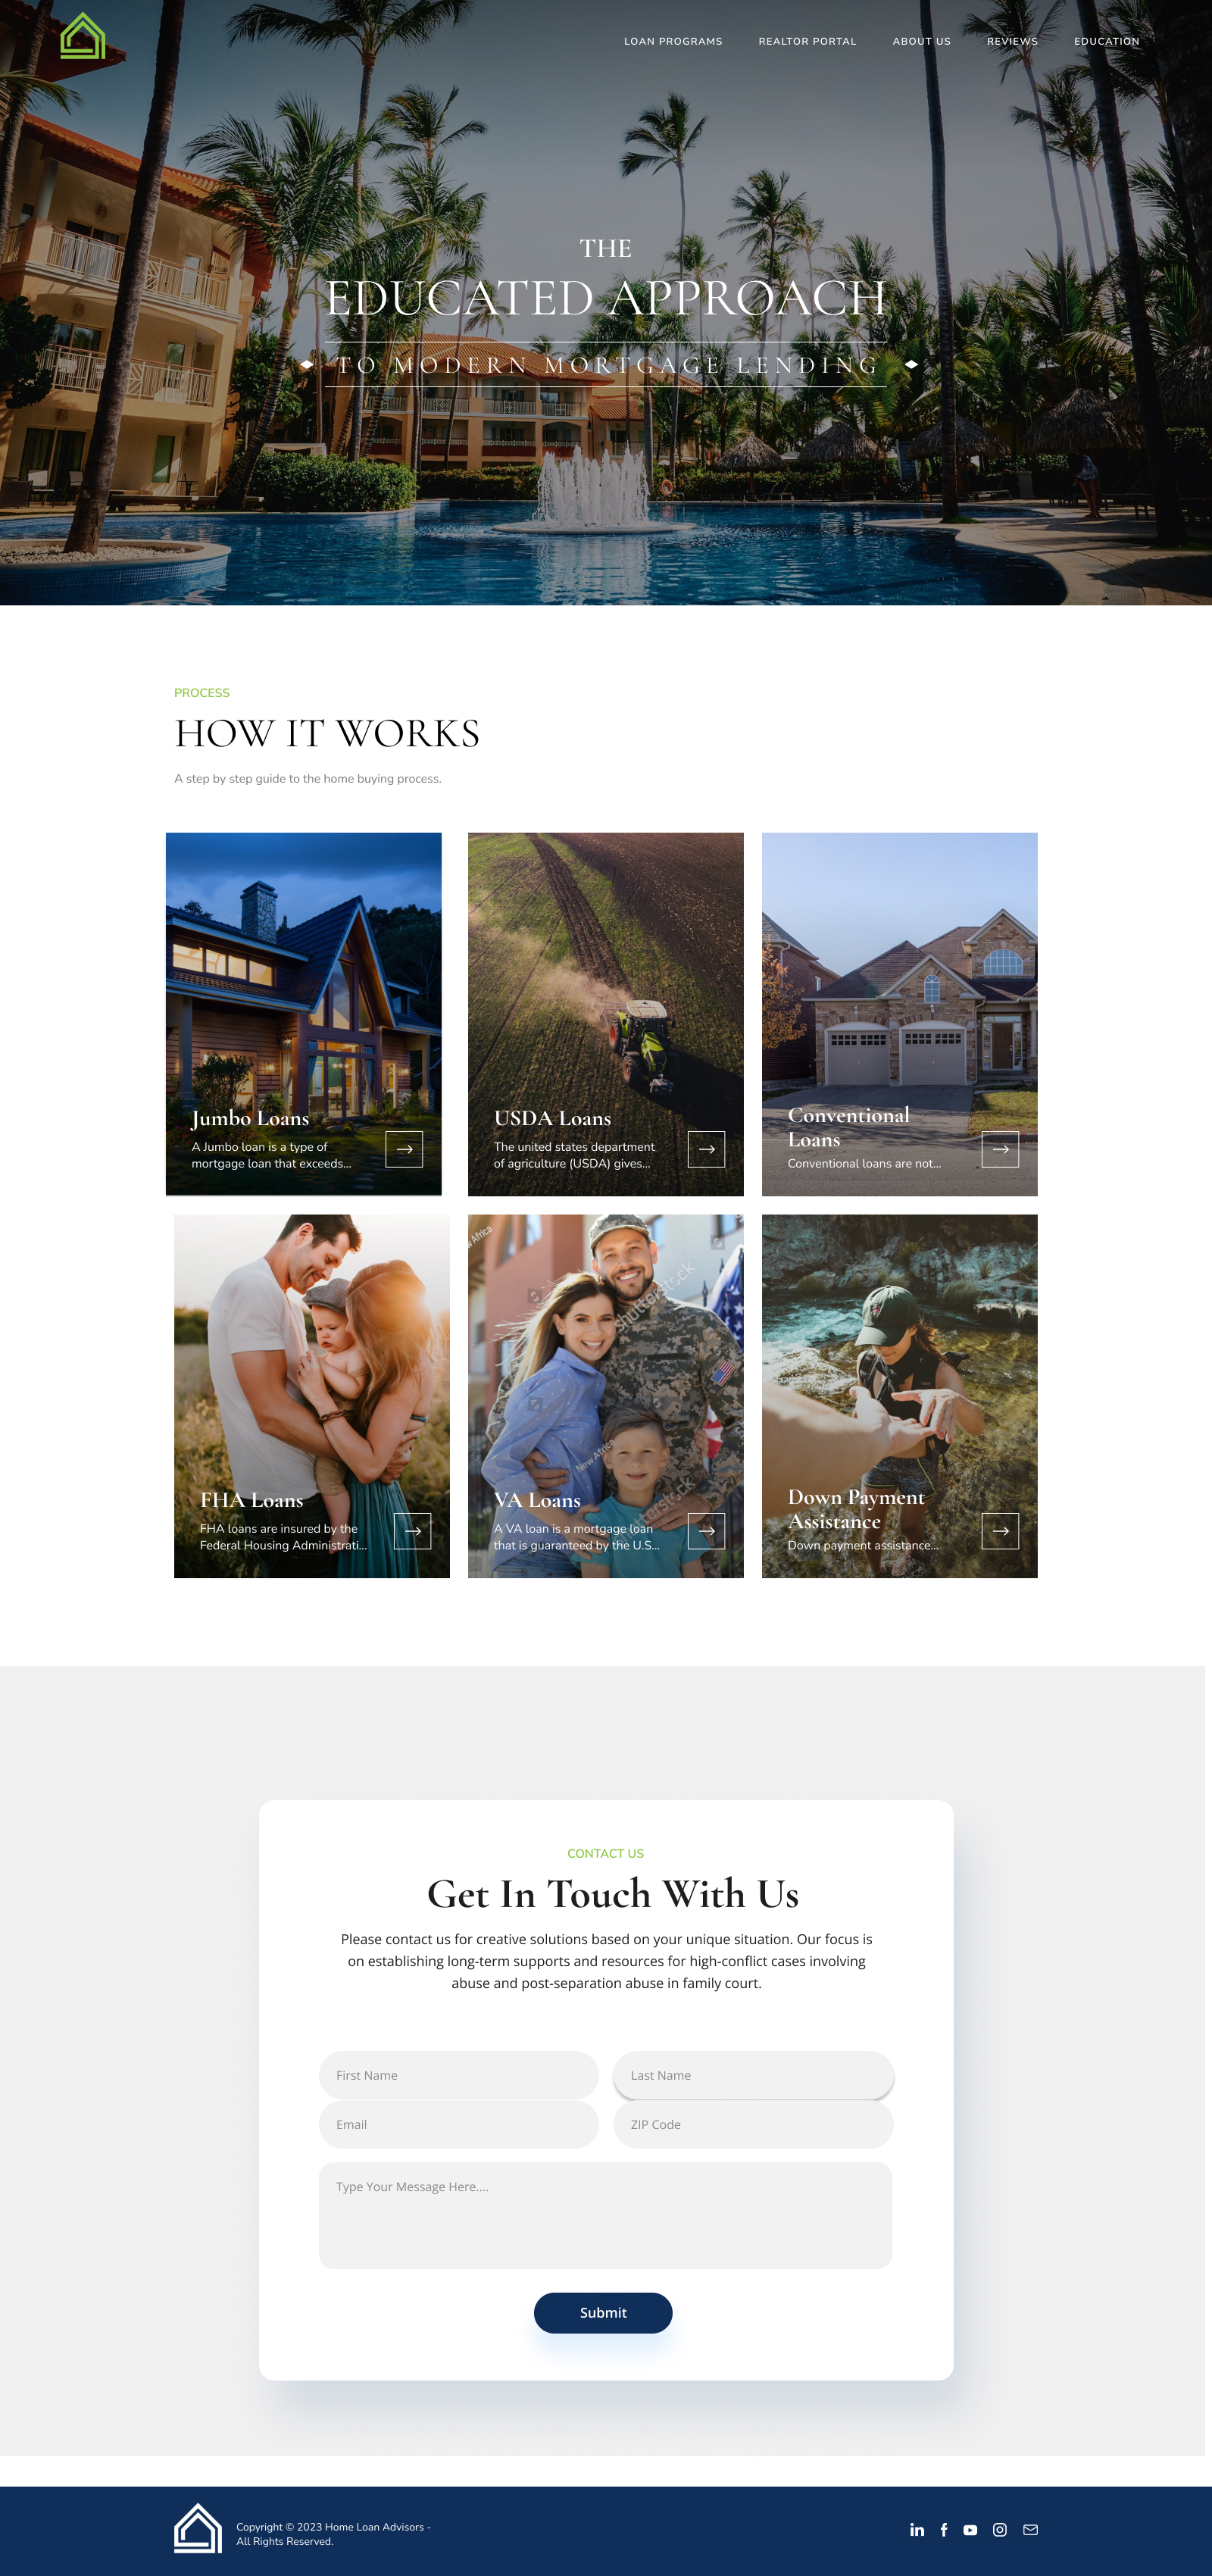 LOAN PROGRAMS REALTOR PORTAL ABOUT US REVIEWS EDUCATION
THE
EDUCATED APPROACH
TO MODERN MORTGAGE LENDING
PROCESS
HOW IT WORKS
A step by step guide to the home buying process.
Jumbo Loans
A Jumbo loan is a type of
mortgage loan that exceeds...
USDA Loans
The united states department
of agriculture (USDA) gives...
Conventional
Loans
Conventional loans are not...
FHA Loans
FHA loans are insured by the
Federal Housing Administrati...
New Africa
shutterstock
New Africa
VA Loans
A VA loan is a mortgage loan
that is guaranteed by the U.S...
Down Payment
Assistance
Down payment assistance...
CONTACT US
Get In Touch With Us
Please contact us for creative solutions based on your unique situation. Our focus is
on establishing long-term supports and resources for high-conflict cases involving
abuse and post-separation abuse in family court.
First Name
Last Name
Email
ZIP Code
Type Your Message Here....
Submit
Copyright © 2023 Home Loan Advisors -
All Rights Reserved.